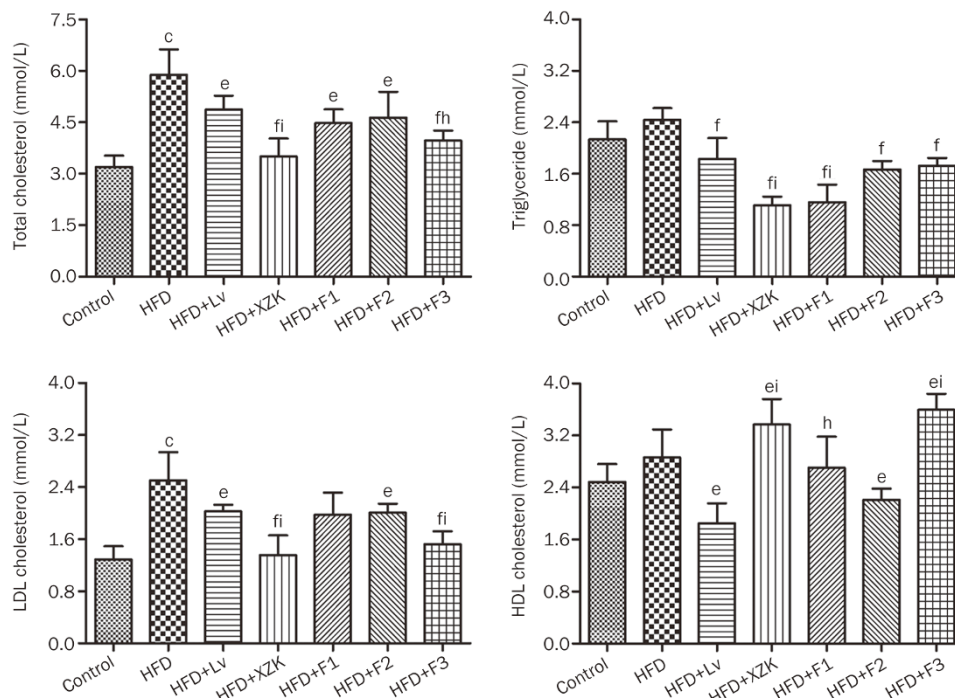 Total cholesterol (mmol/L)
7.5
6.0
4.5
3.0
1.5
0.0
c
e
fi
e
e
fh
Control
HFD
HFD+Lv
HFD+XZK
HFD+F1
HFD+F2
HFD+F3
Triglyceride (mmol/L)
4.0
3.2
2.4
1.6
0.8
0.0
f
fi
fi
f
f
Control
HFD
HFD+Lv
HFD+XZK
HFD+F1
HFD+F2
HFD+F3
LDL cholesterol (mmol/L)
4.0
3.2
2.4
1.6
0.8
0.0
c
e
fi
e
fi
Control
HFD
HFD+Lv
HFD+XZK
HFD+F1
HFD+F2
HFD+F3
HDL cholesterol (mmol/L)
4.0
3.2
2.4
1.6
0.8
0.0
e
ei
h
e
ei
Control
HFD
HFD+Lv
HFD+XZK
HFD+F1
HFD+F2
HFD+F3